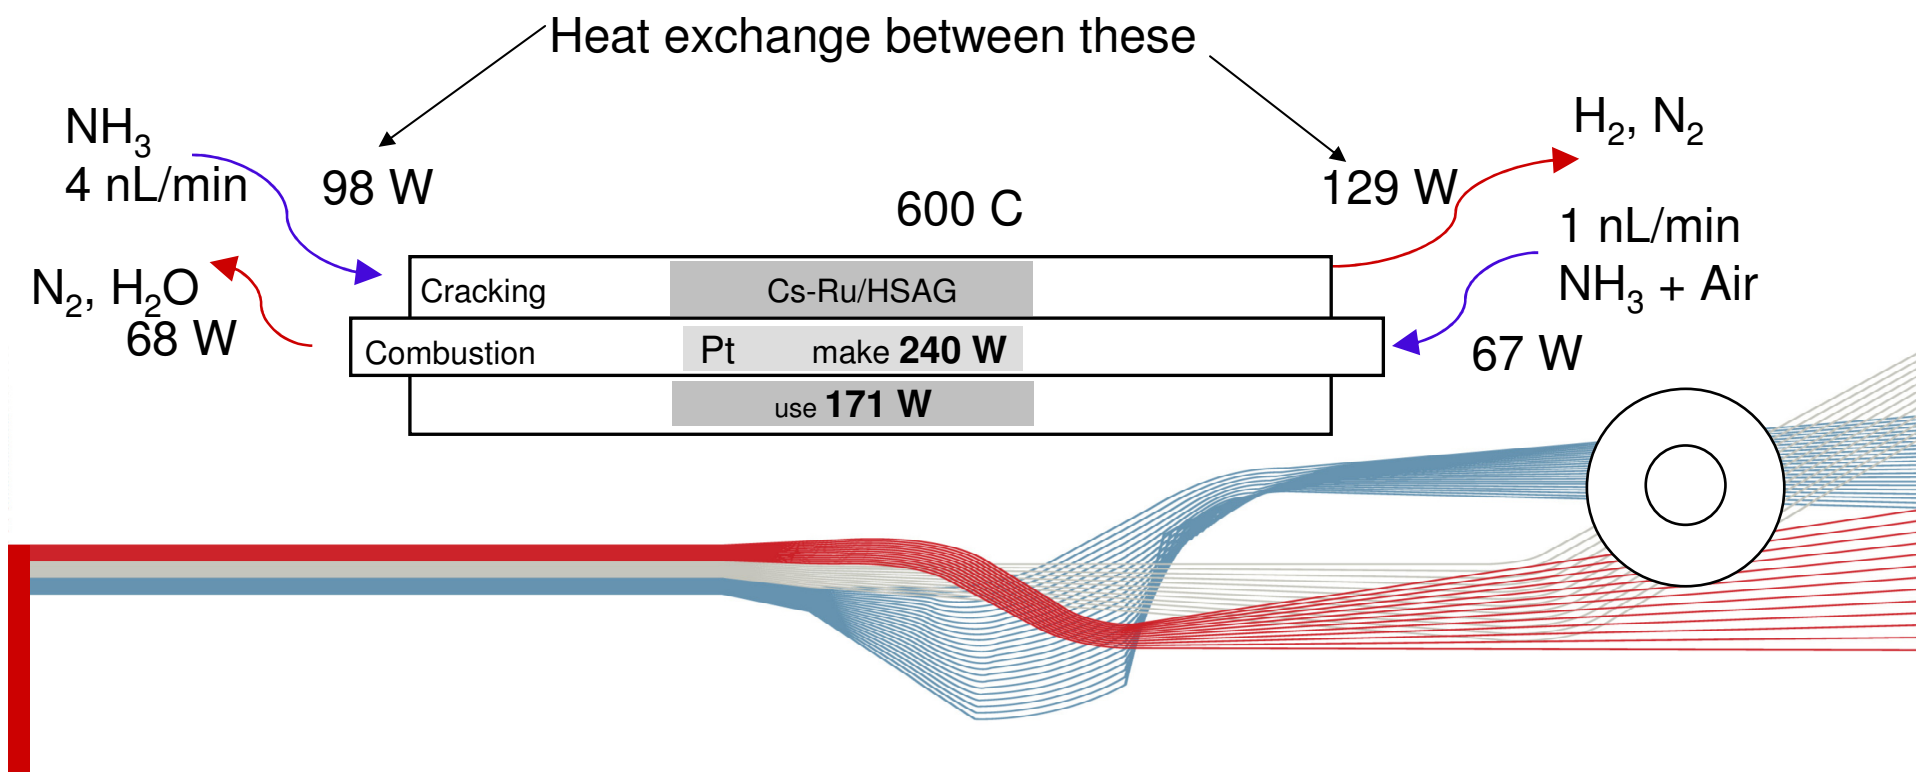 Heat exchange between these
NH₃
4 nL/min
98 W
600 C
129 W
H₂, N₂
1 nL/min
NH₃ + Air
67 W
N₂, H₂O
68 W
Cracking
Cs-Ru/HSAG
Combustion
Pt
make 240 W
use 171 W